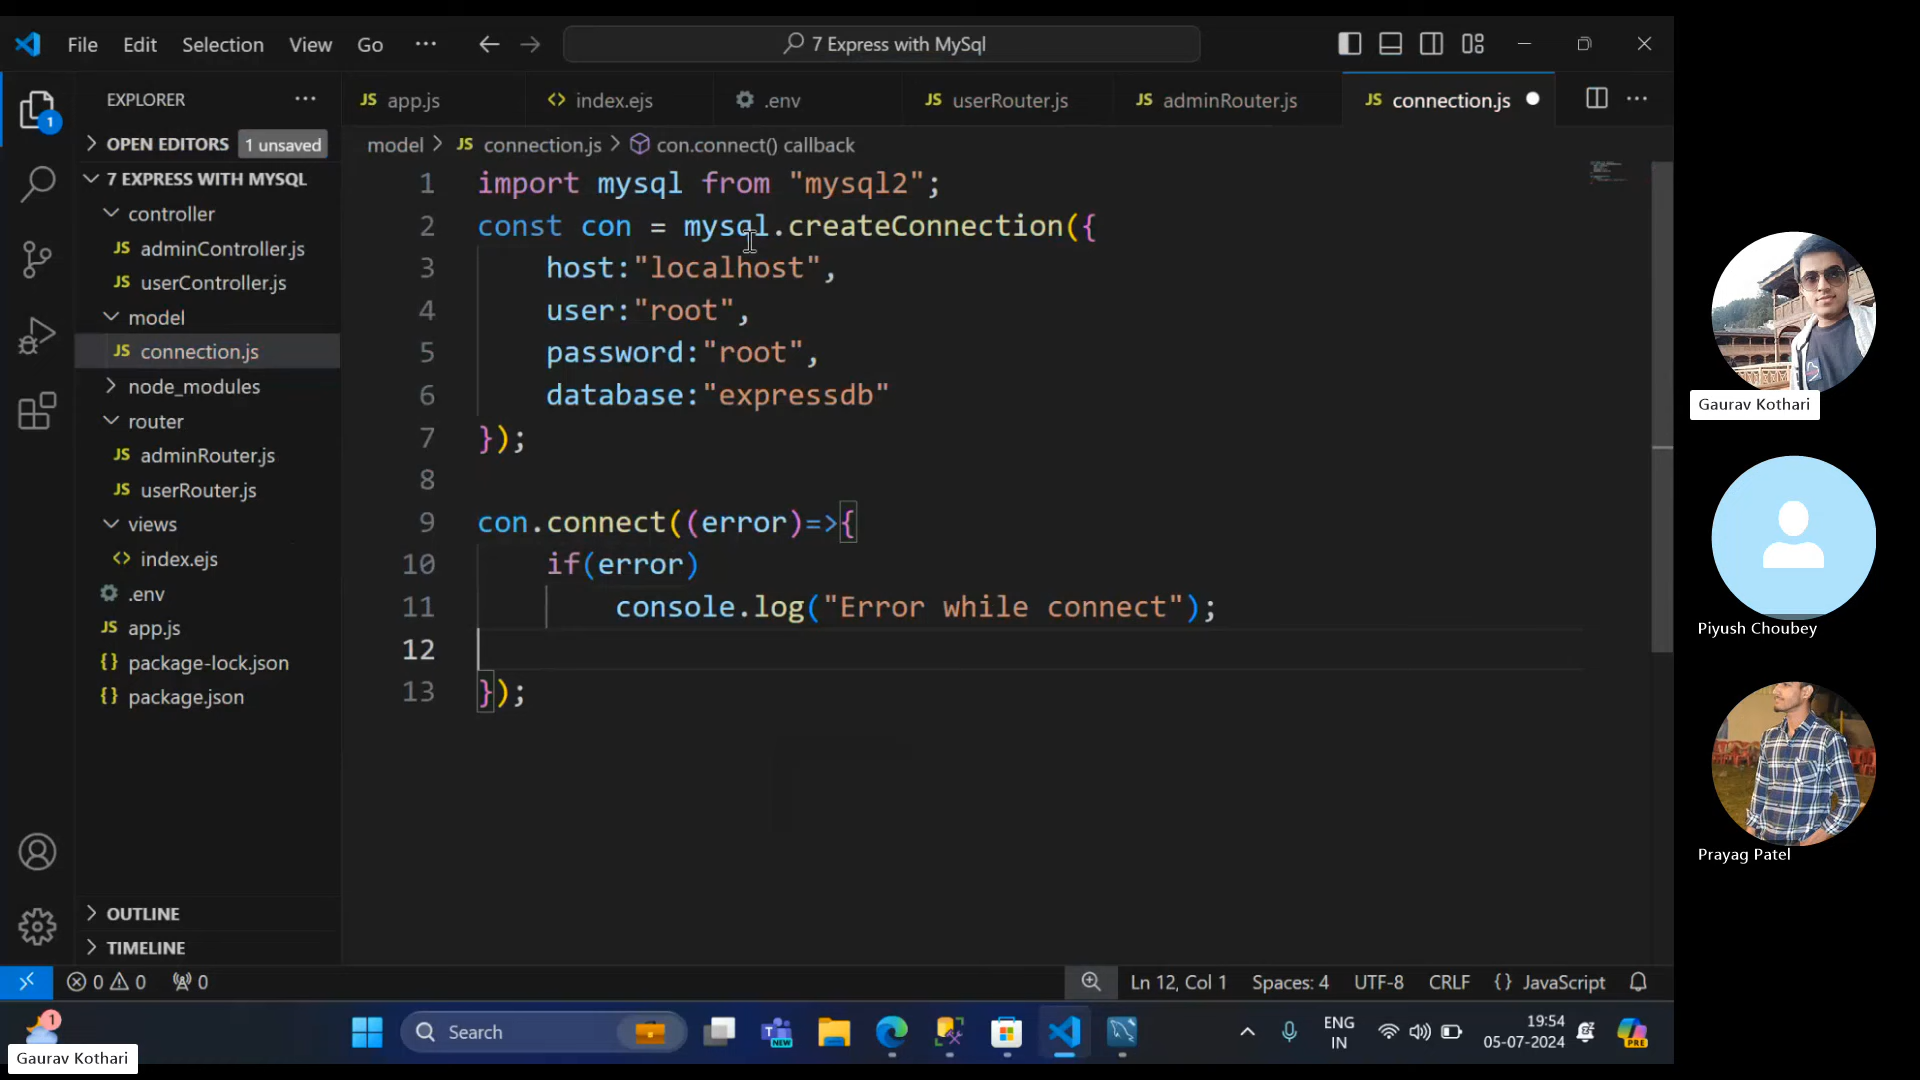 File Edit Selection View Go ··· 7 Express with MySql
EXPLORER ···
OPEN EDITORS 1 unsaved
7 EXPRESS WITH MYSQL
controller
JS adminController.js
JS userController.js
model
JS connection.js
node_modules
router
JS adminRouter.js
JS userRouter.js
views
<> index.ejs
.env
JS app.js
{} package-lock.json
{} package.json
OUTLINE
TIMELINE
1
JS app.js <> index.ejs .env JS userRouter.js JS adminRouter.js JS connection.js ···
model > JS connection.js > con.connect() callback
1 import mysql from "mysql2";
2 const con = mysql.createConnection({
3 host:"localhost",
4 user:"root",
5 password:"root",
6 database:"expressdb"
7 });
8
9 con.connect((error)=>{
10 if(error)
11 console.log("Error while connect");
12
13 });
0 0 0 Ln 12, Col 1 Spaces: 4 UTF-8 CRLF {} JavaScript
1 Search NEW ENG 19:54 PRE
IN 05-07-2024
Gaurav Kothari
Gaurav Kothari
Piyush Choubey
Prayag Patel